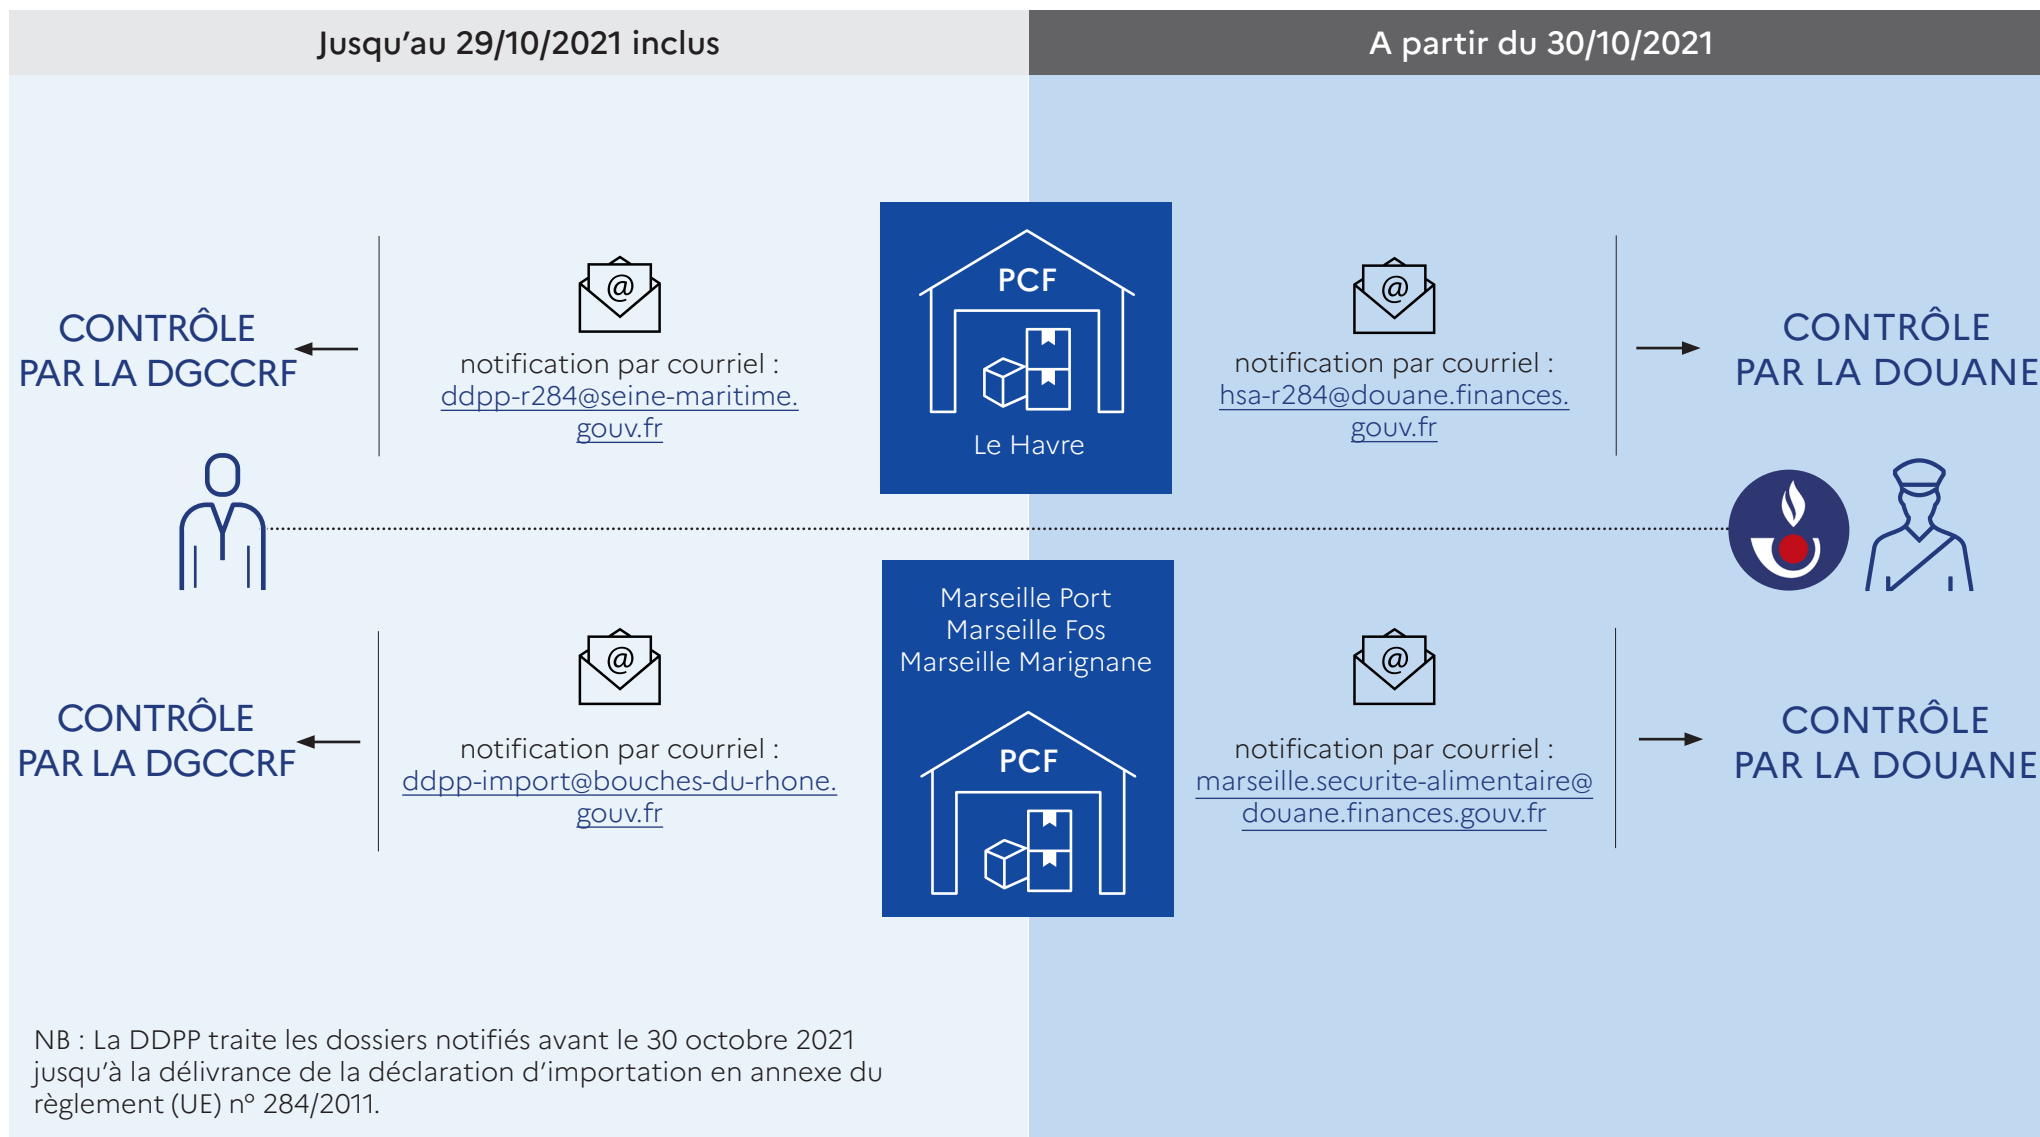 Jusqu'au 29/10/2021 inclus
A partir du 30/10/2021
CONTRÔLE
PAR LA DGCCRF
@
notification par courriel :
ddpp-r284@seine-maritime.
gouv.fr
PCF
Le Havre
@
notification par courriel :
hsa-r284@douane.finances.
gouv.fr
CONTRÔLE
PAR LA DOUANE
CONTRÔLE
PAR LA DGCCRF
@
notification par courriel :
ddpp-import@bouches-du-rhone.
gouv.fr
Marseille Port
Marseille Fos
Marseille Marignane
PCF
@
notification par courriel :
marseille.securite-alimentaire@
douane.finances.gouv.fr
CONTRÔLE
PAR LA DOUANE
NB : La DDPP traite les dossiers notifiés avant le 30 octobre 2021
jusqu'à la délivrance de la déclaration d'importation en annexe du
règlement (UE) n° 284/2011.